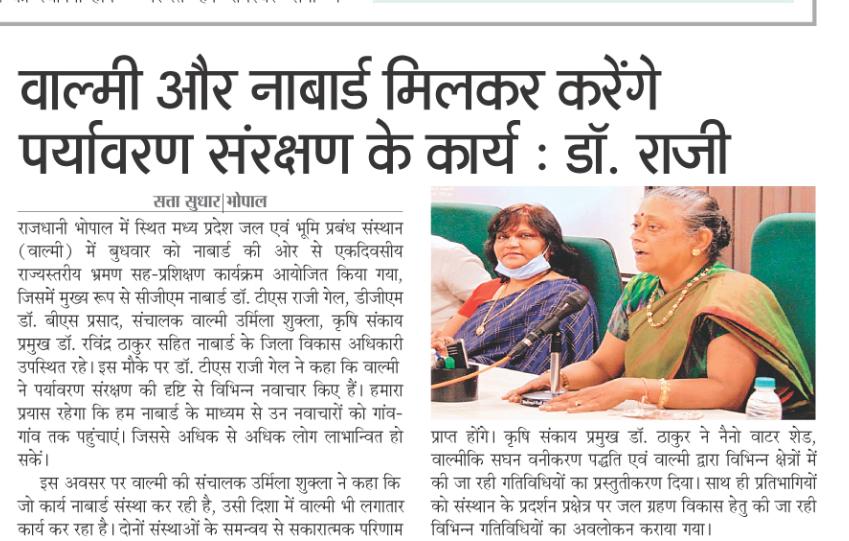 वाल्मी और नाबार्ड मिलकर करेंगे
पर्यावरण संरक्षण के कार्य : डॉ. राजी
सत्ता सुधार|भोपाल
राजधानी भोपाल में स्थित मध्य प्रदेश जल एवं भूमि प्रबंध संस्थान
(वाल्मी) में बुधवार को नाबार्ड की ओर से एकदिवसीय
राज्यस्तरीय भ्रमण सह-प्रशिक्षण कार्यक्रम आयोजित किया गया,
जिसमें मुख्य रूप से सीजीएम नाबार्ड डॉ. टीएस राजी गेल, डीजीएम
डॉ. बीएस प्रसाद, संचालक वाल्मी उर्मिला शुक्ला, कृषि संकाय
प्रमुख डॉ. रविंद्र ठाकुर सहित नाबार्ड के जिला विकास अधिकारी
उपस्थित रहे। इस मौके पर डॉ. टीएस राजी गेल ने कहा कि वाल्मी
ने पर्यावरण संरक्षण की दृष्टि से विभिन्न नवाचार किए हैं। हमारा
प्रयास रहेगा कि हम नाबार्ड के माध्यम से उन नवाचारों को गांव-
गांव तक पहुंचाएं। जिससे अधिक से अधिक लोग लाभान्वित हो
सकें।
इस अवसर पर वाल्मी की संचालक उर्मिला शुक्ला ने कहा कि
जो कार्य नाबार्ड संस्था कर रही है, उसी दिशा में वाल्मी भी लगातार
कार्य कर रहा है। दोनों संस्थाओं के समन्वय से सकारात्मक परिणाम
प्राप्त होंगे। कृषि संकाय प्रमुख डॉ. ठाकुर ने नैनो वाटर शेड,
वाल्मीकि सघन वनीकरण पद्धति एवं वाल्मी द्वारा विभिन्न क्षेत्रों में
की जा रही गतिविधियों का प्रस्तुतीकरण दिया। साथ ही प्रतिभागियों
को संस्थान के प्रदर्शन प्रक्षेत्र पर जल ग्रहण विकास हेतु की जा रही
विभिन्न गतिविधियों का अवलोकन कराया गया।